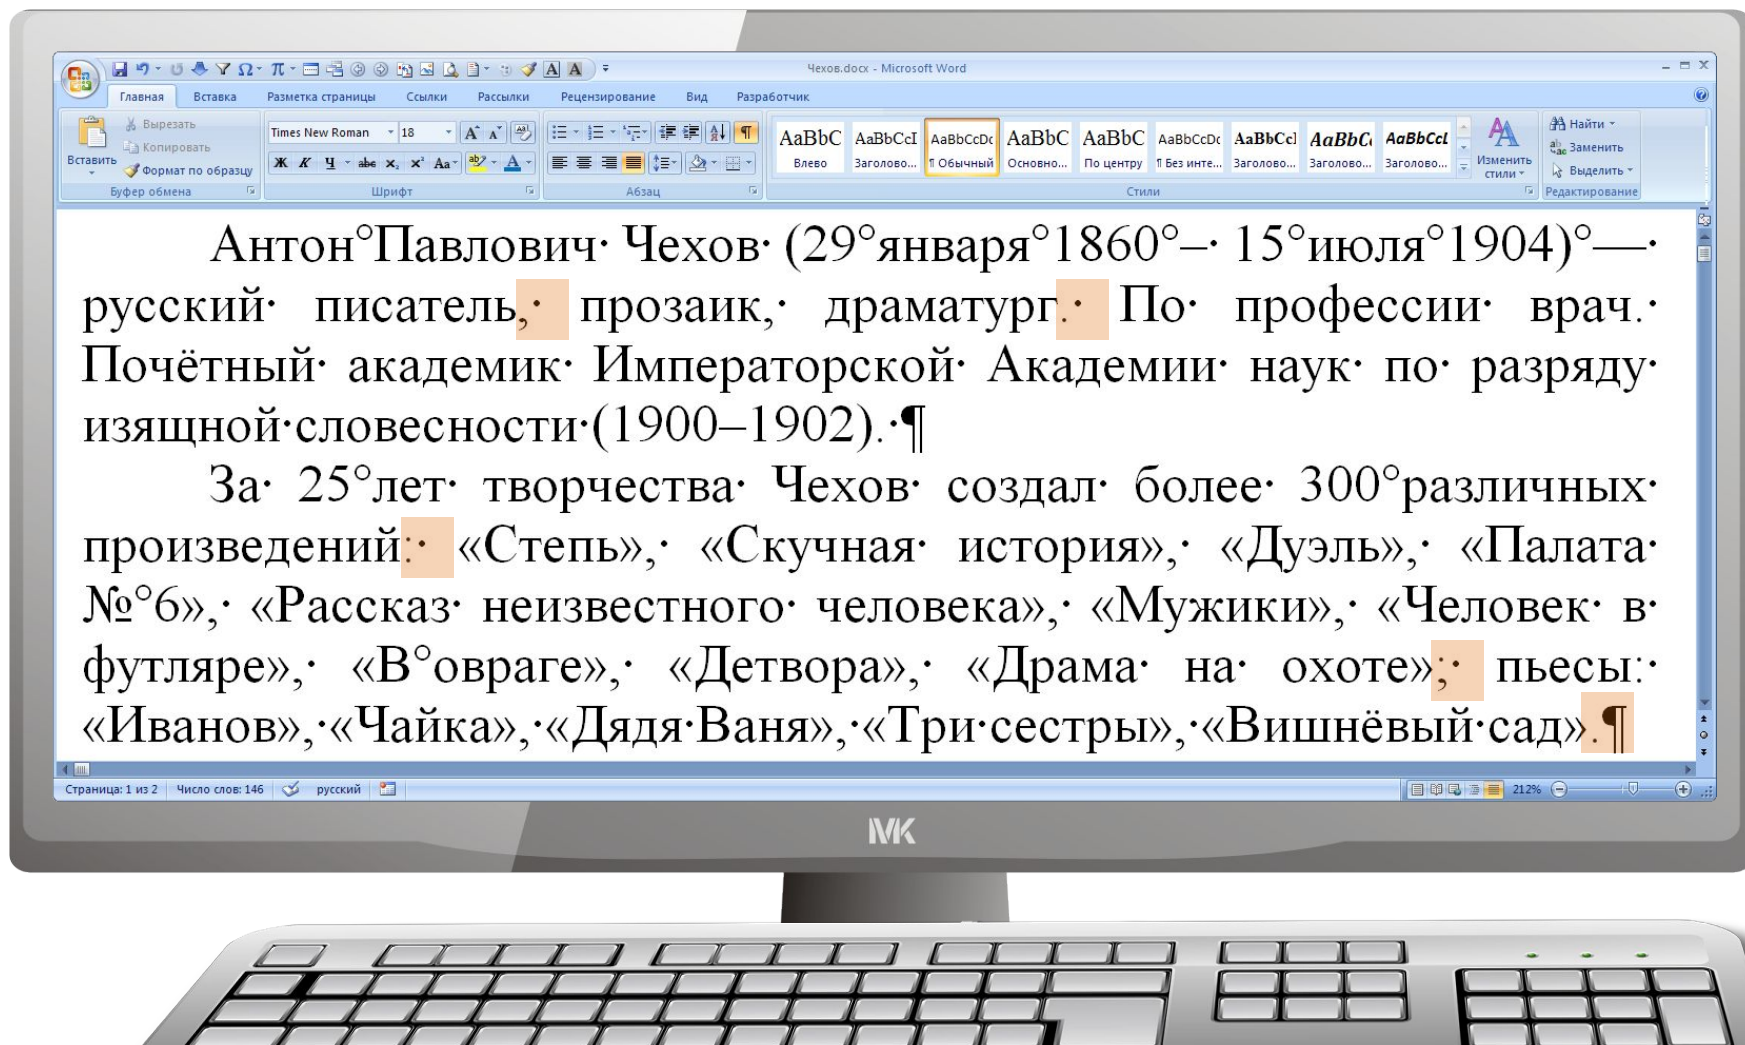 Чехов.docx - Microsoft Word
Главная Вставка Разметка страницы Ссылки Рассылки Рецензирование Вид Разработчик
Вставить
Вырезать
Копировать
Формат по образцу
Буфер обмена
Times New Roman 18
Ж К Ч abc x₂ x² Aa
Шрифт
Абзац
AaBbC AaBbCcI AaBbCcDc AaBbC AaBbC AaBbCcDc AaBbCcI AaBbCc AaBbCcL
Влево Заголово... ¶ Обычный Основно... По центру ¶ Без инте... Заголово... Заголово... Заголово...
Стили
Изменить
стили
Найти
Заменить
Выделить
Редактирование
Антон°Павлович· Чехов· (29°января°1860°–· 15°июля°1904)°—·
русский· писатель,· прозаик,· драматург.· По· профессии· врач.·
Почётный· академик· Императорской· Академии· наук· по· разряду·
изящной·словесности·(1900–1902).·¶
За· 25°лет· творчества· Чехов· создал· более· 300°различных·
произведений:· «Степь»,· «Скучная· история»,· «Дуэль»,· «Палата·
№°6»,· «Рассказ· неизвестного· человека»,· «Мужики»,· «Человек· в·
футляре»,· «В°овраге»,· «Детвора»,· «Драма· на· охоте»;· пьесы:·
«Иванов»,·«Чайка»,·«Дядя·Ваня»,·«Три·сестры»,·«Вишнёвый·сад».¶
Страница: 1 из 2 Число слов: 146 русский 212%
МК